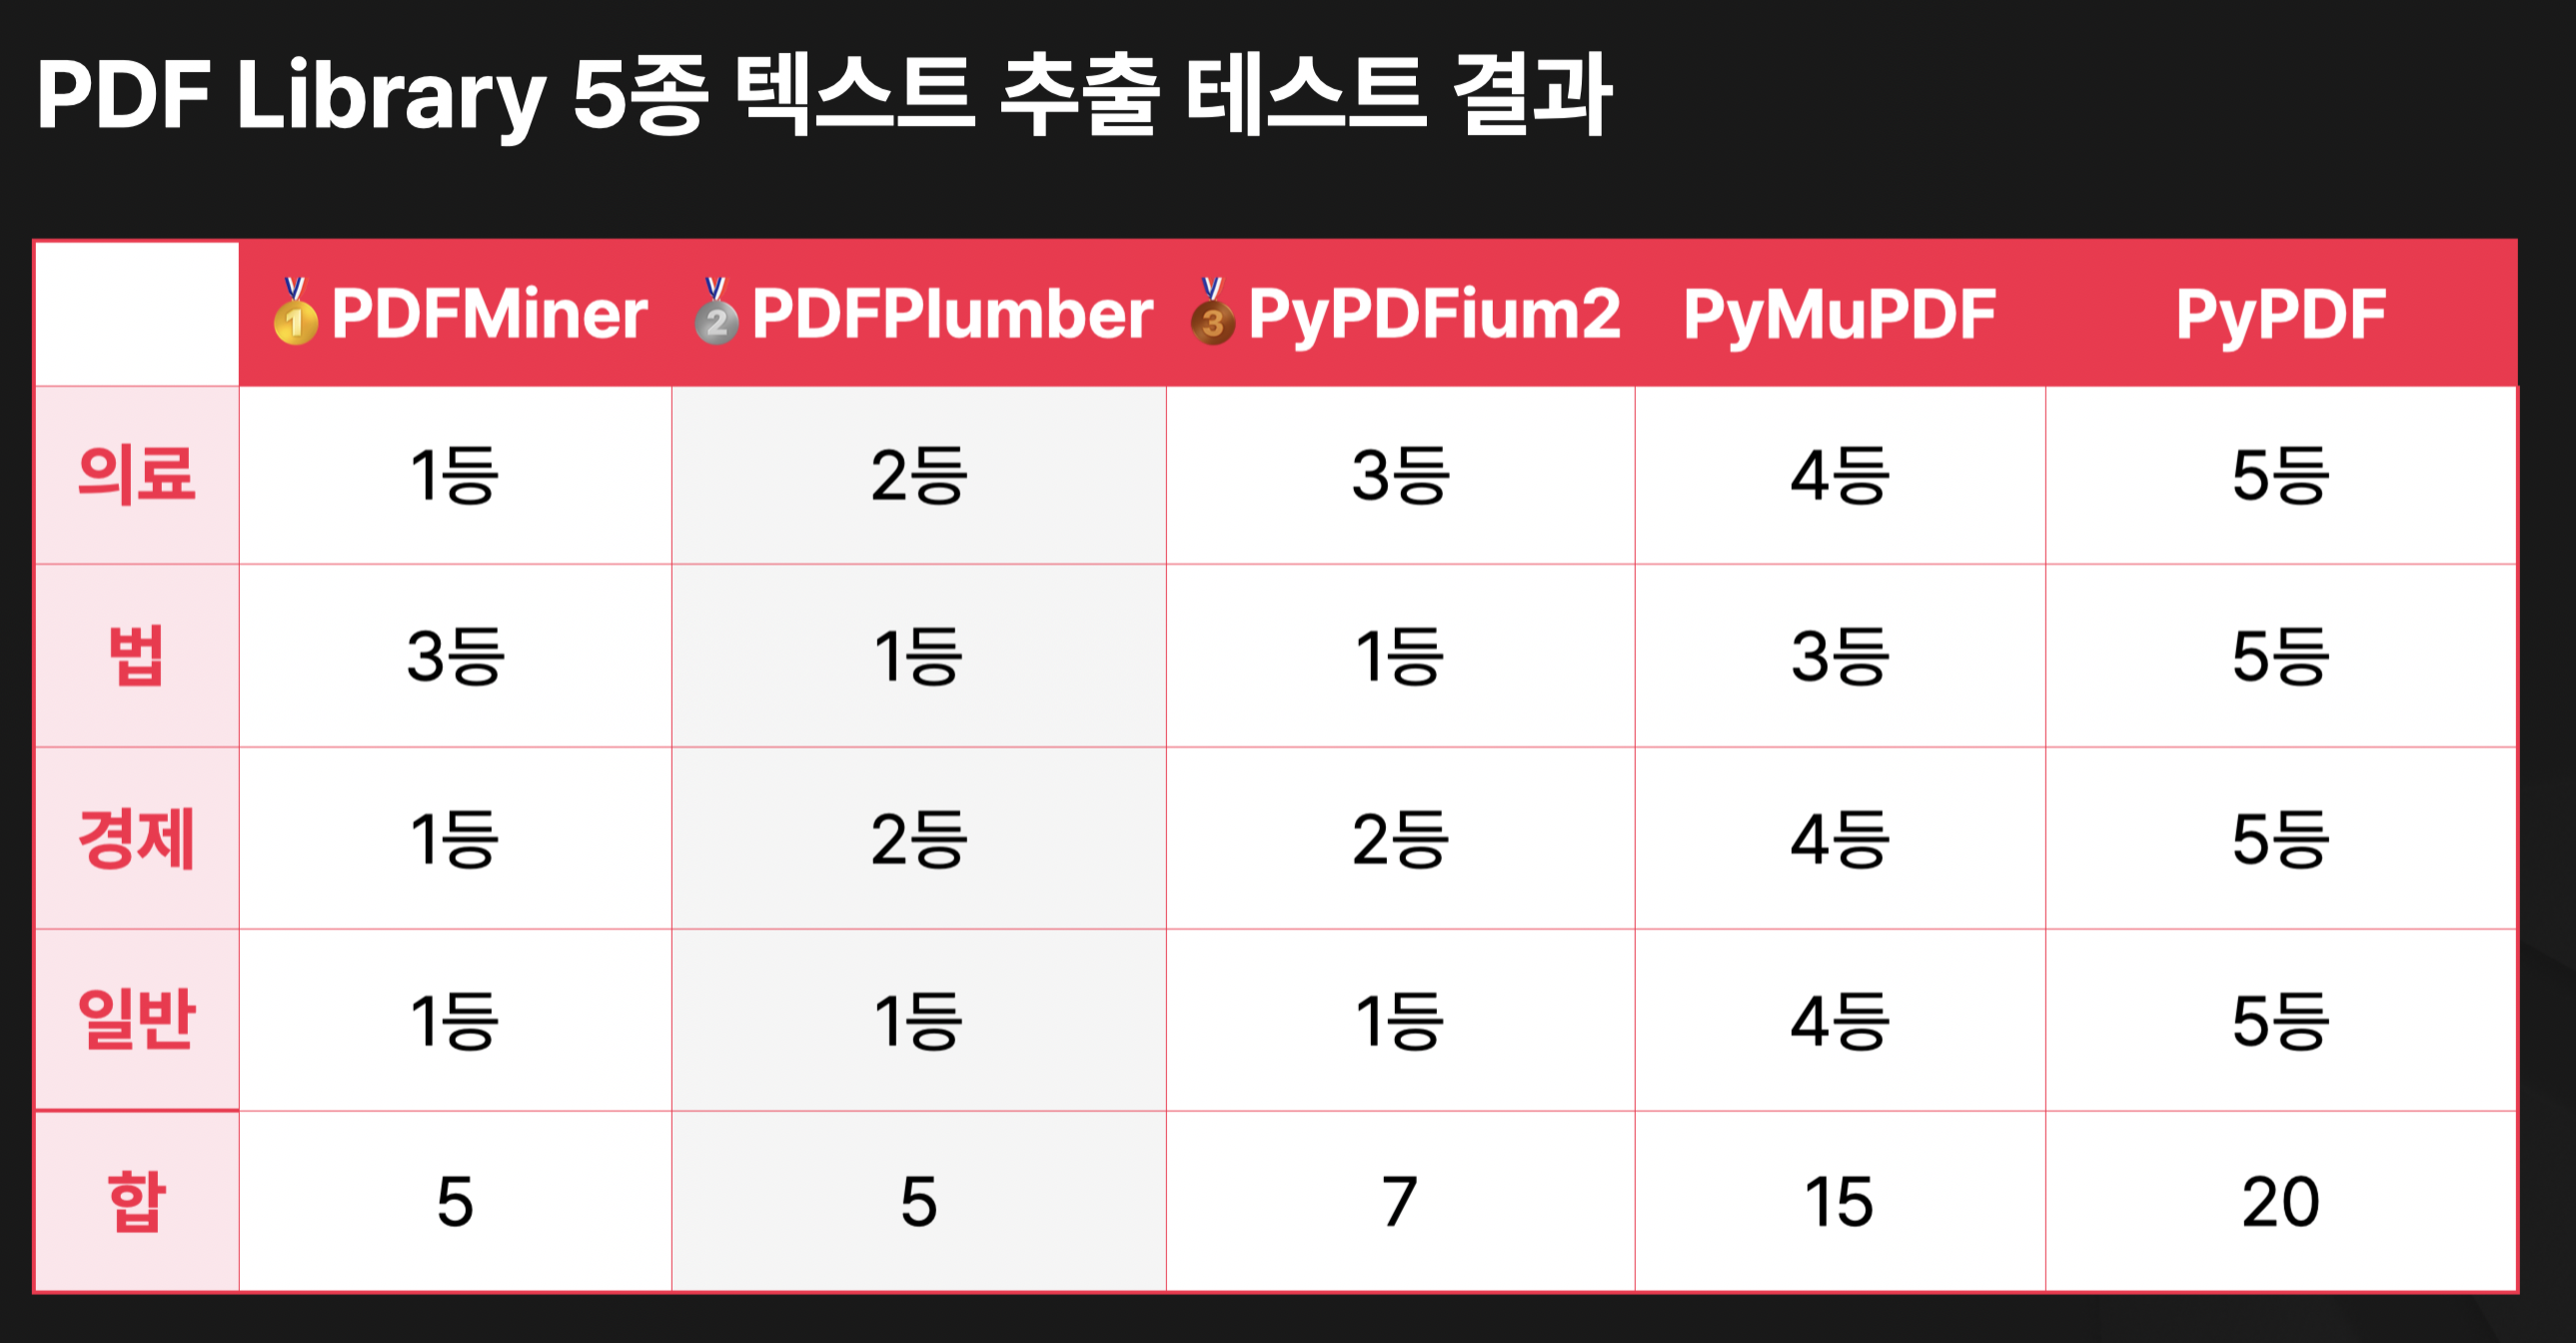 PDF Library 5종 텍스트 추출 테스트 결과
1 PDFMiner 2 PDFPlumber 3 PyPDFium2 PyMuPDF PyPDF
의료 1등 2등 3등 4등 5등
법 3등 1등 1등 3등 5등
경제 1등 2등 2등 4등 5등
일반 1등 1등 1등 4등 5등
합 5 5 7 15 20